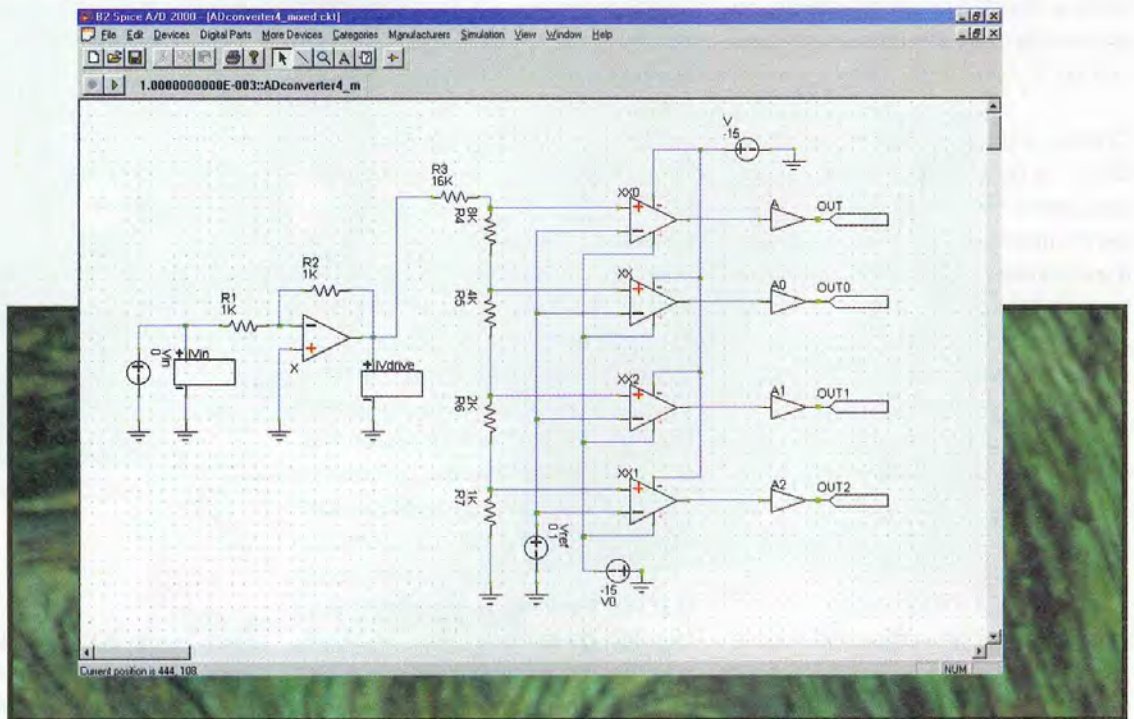 B2 Spice A/D 2000 - [ADconverter4_mixed.ckt]
File Edit Devices Digital Parts More Devices Categories Manufacturers Simulation View Window Help
A
1.0000000000E-003::ADconverter4_m
V
-15
R3
16K
XX0
A
OUT
R4
8K
R2
1K
XX
A0
OUT0
R1
1K
R5
4K
Vin
0
IVin
X
IVdrive
XX2
A1
OUT1
R6
2K
XX1
A2
OUT2
R7
1K
Vref
0.1
-15
V0
Current position is 444, 108.
NUM